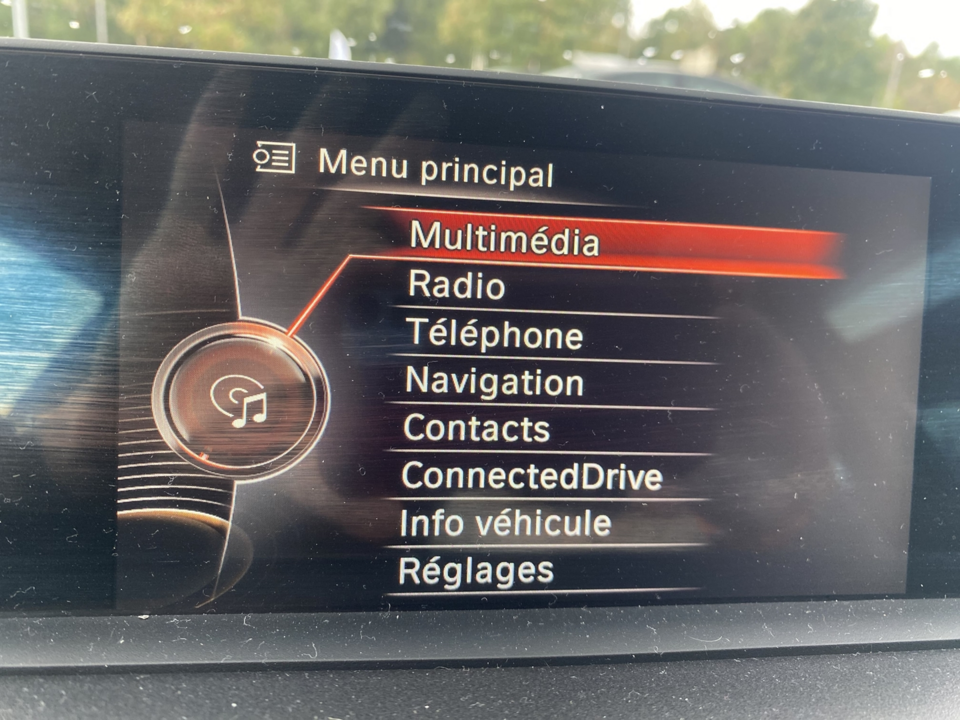 Menu principal
Multimédia
Radio
Téléphone
Navigation
Contacts
ConnectedDrive
Info véhicule
Réglages